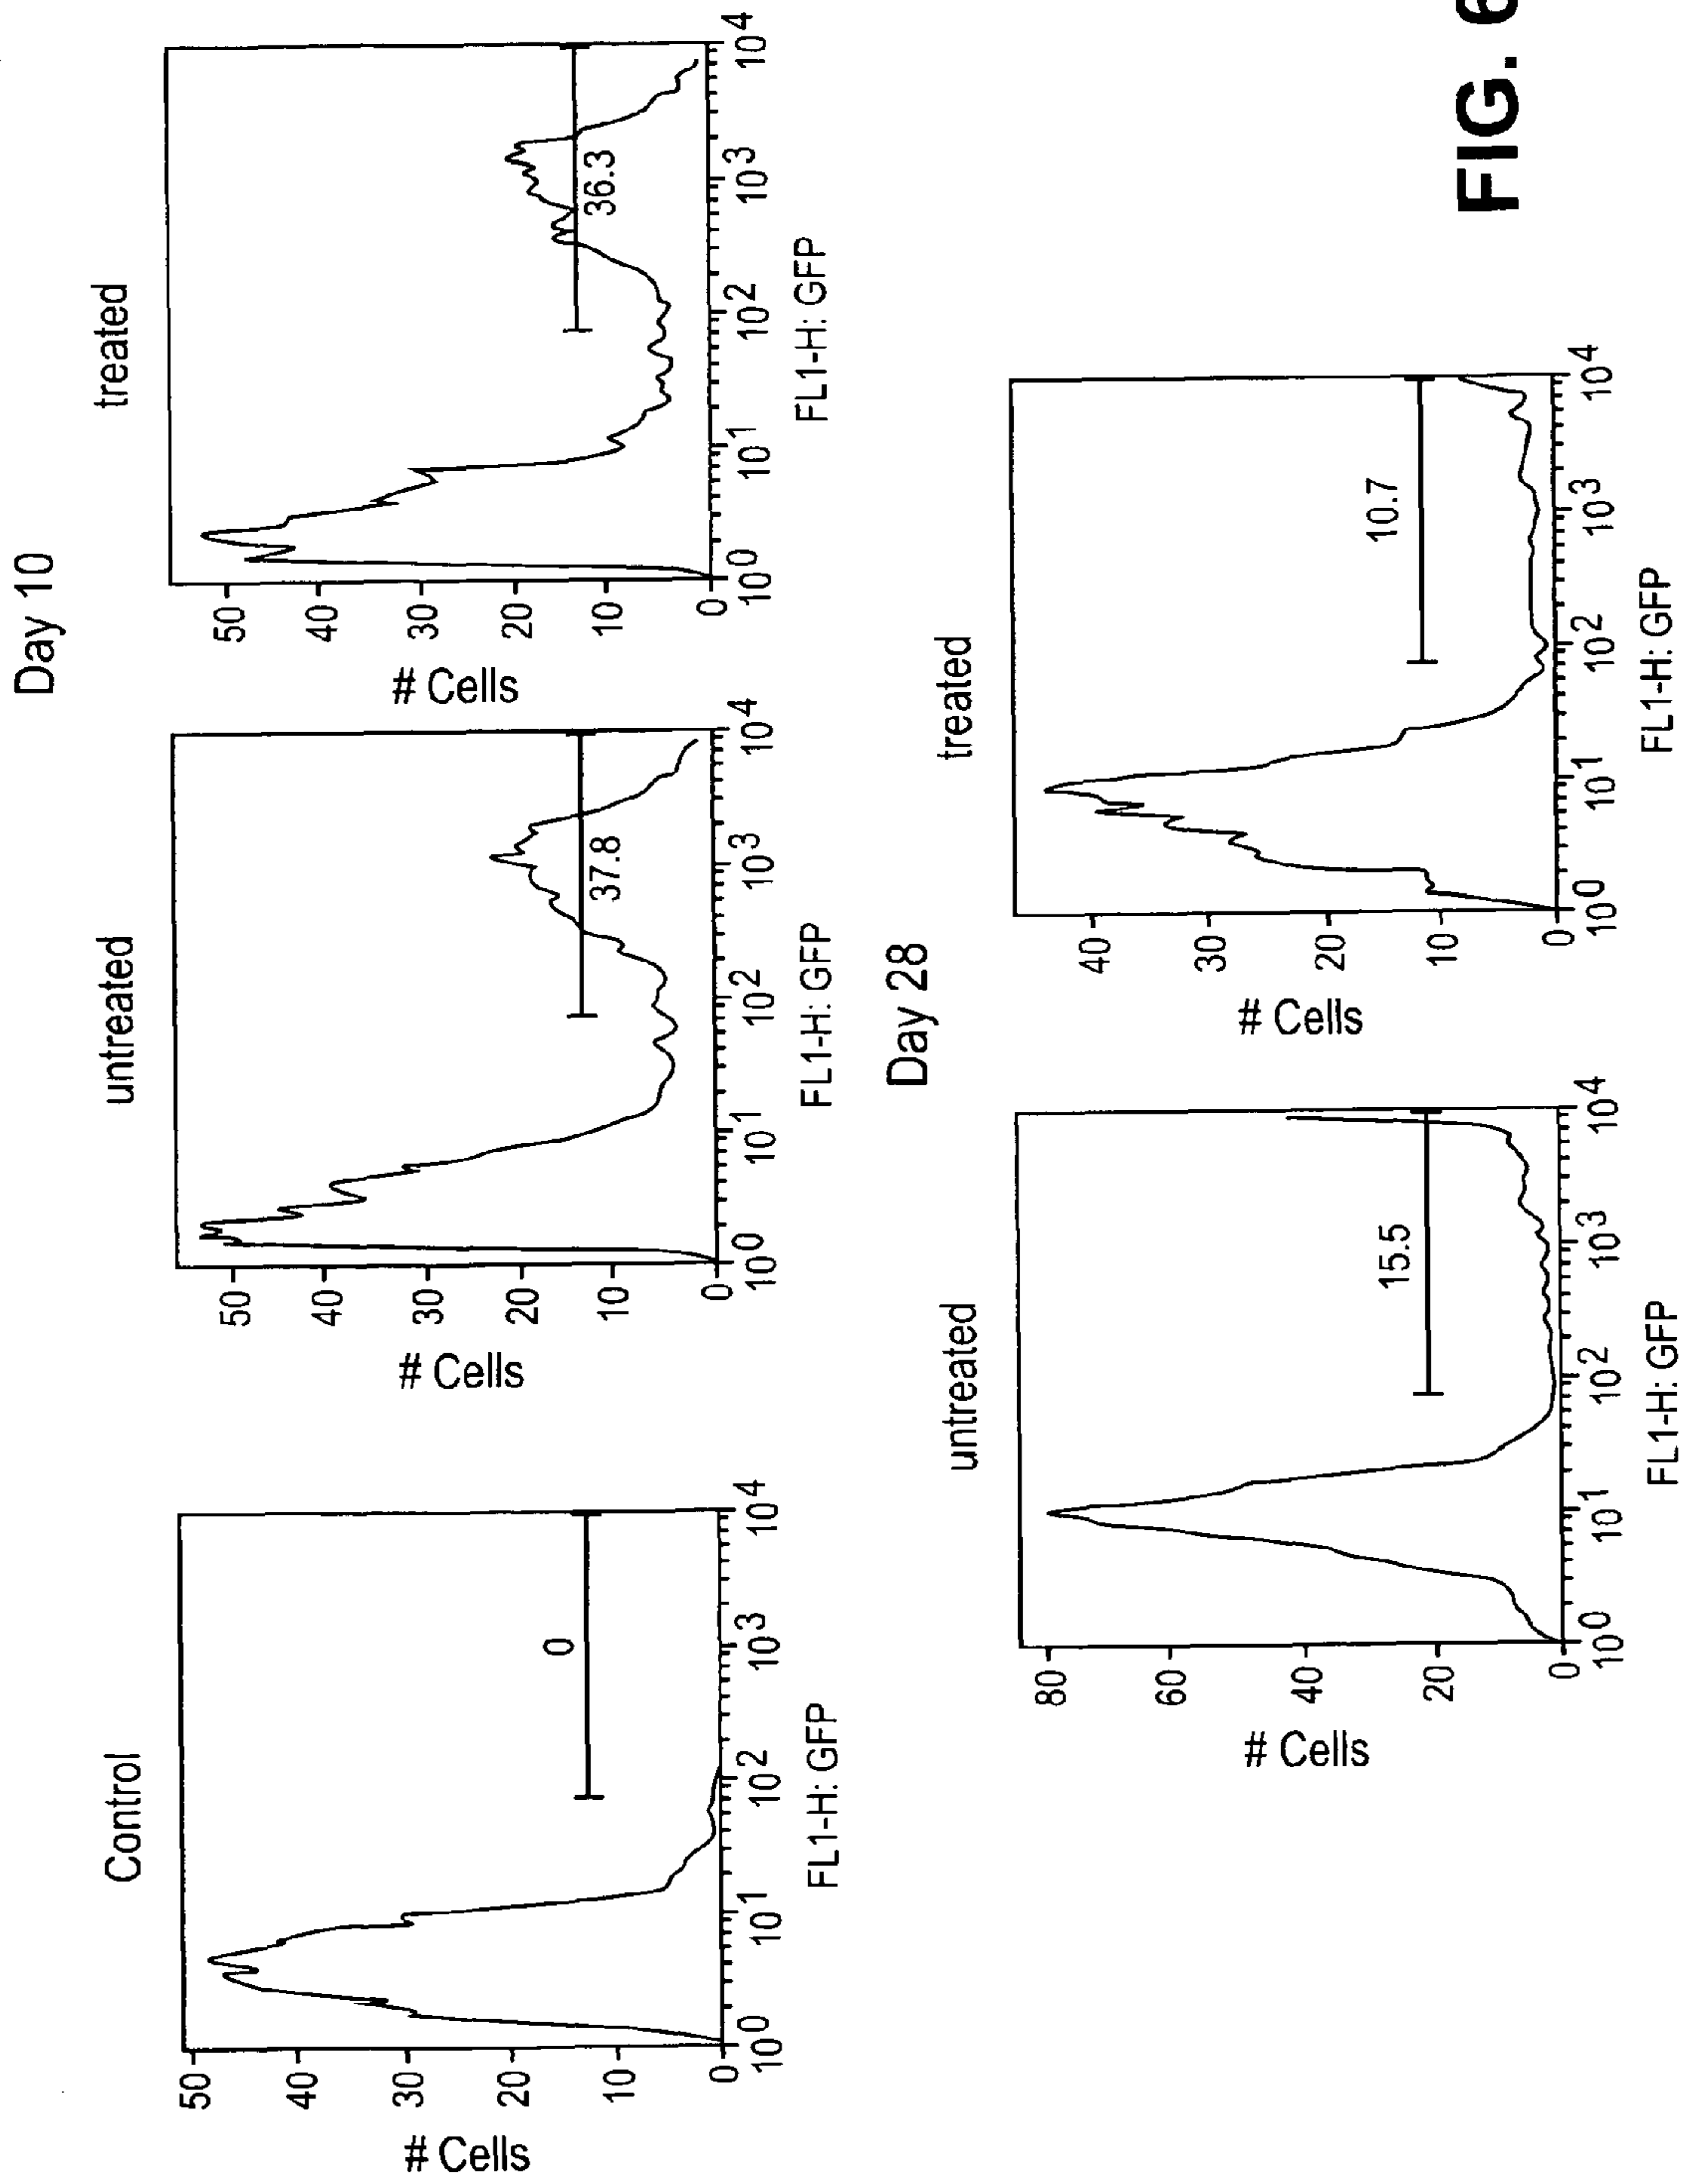 Day 10
Control
untreated
treated
# Cells
50
40
30
20
10
0
0
10⁰ 10¹ 10² 10³ 10⁴
FL1-H: GFP
# Cells
50
40
30
20
10
0
37.8
10⁰ 10¹ 10² 10³ 10⁴
FL1-H: GFP
# Cells
50
40
30
20
10
0
36.3
10⁰ 10¹ 10² 10³ 10⁴
FL1-H: GFP
Day 28
untreated
treated
# Cells
80
60
40
20
0
15.5
10⁰ 10¹ 10² 10³ 10⁴
FL1-H: GFP
# Cells
40
30
20
10
0
10.7
10⁰ 10¹ 10² 10³ 10⁴
FL1-H: GFP
FIG. 6